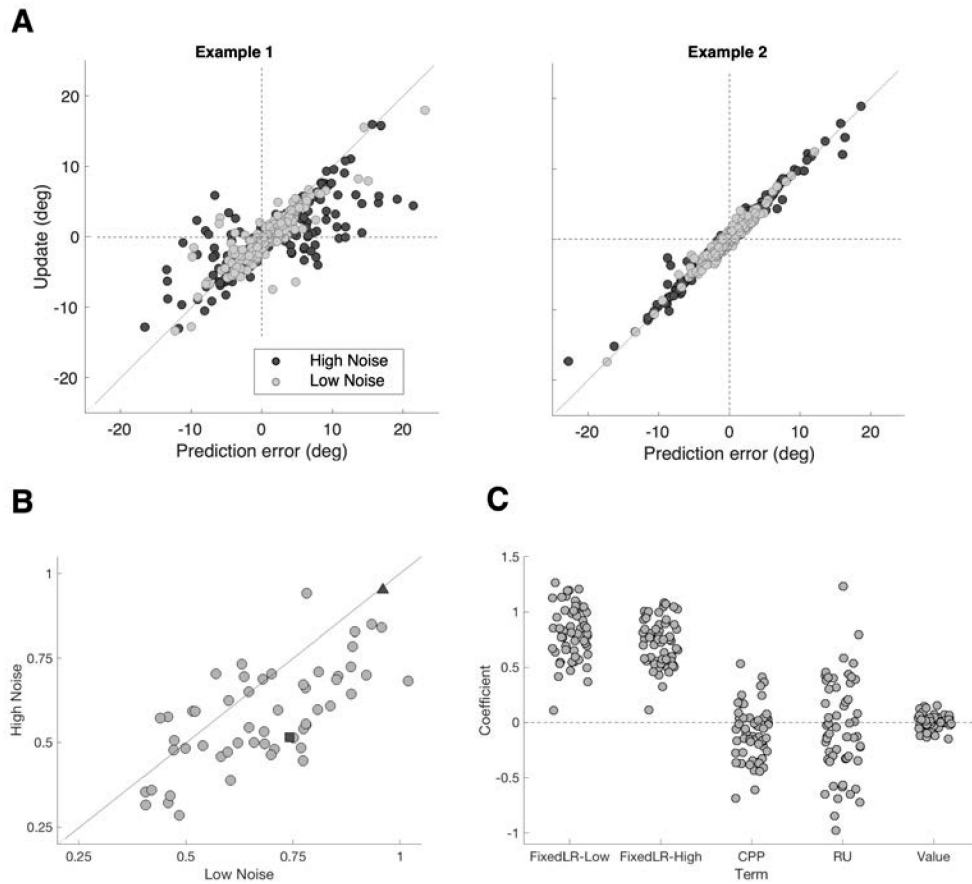 A
Example 1
Example 2
20
10
0
-10
-20
Update (deg)
High Noise
Low Noise
-20 -10 0 10 20
Prediction error (deg)
-20 -10 0 10 20
Prediction error (deg)
B
1
0.75
0.5
0.25
High Noise
0.25 0.5 0.75 1
Low Noise
C
1.5
1
0.5
0
-0.5
-1
Coefficient
FixedLR-Low FixedLR-High CPP RU Value
Term